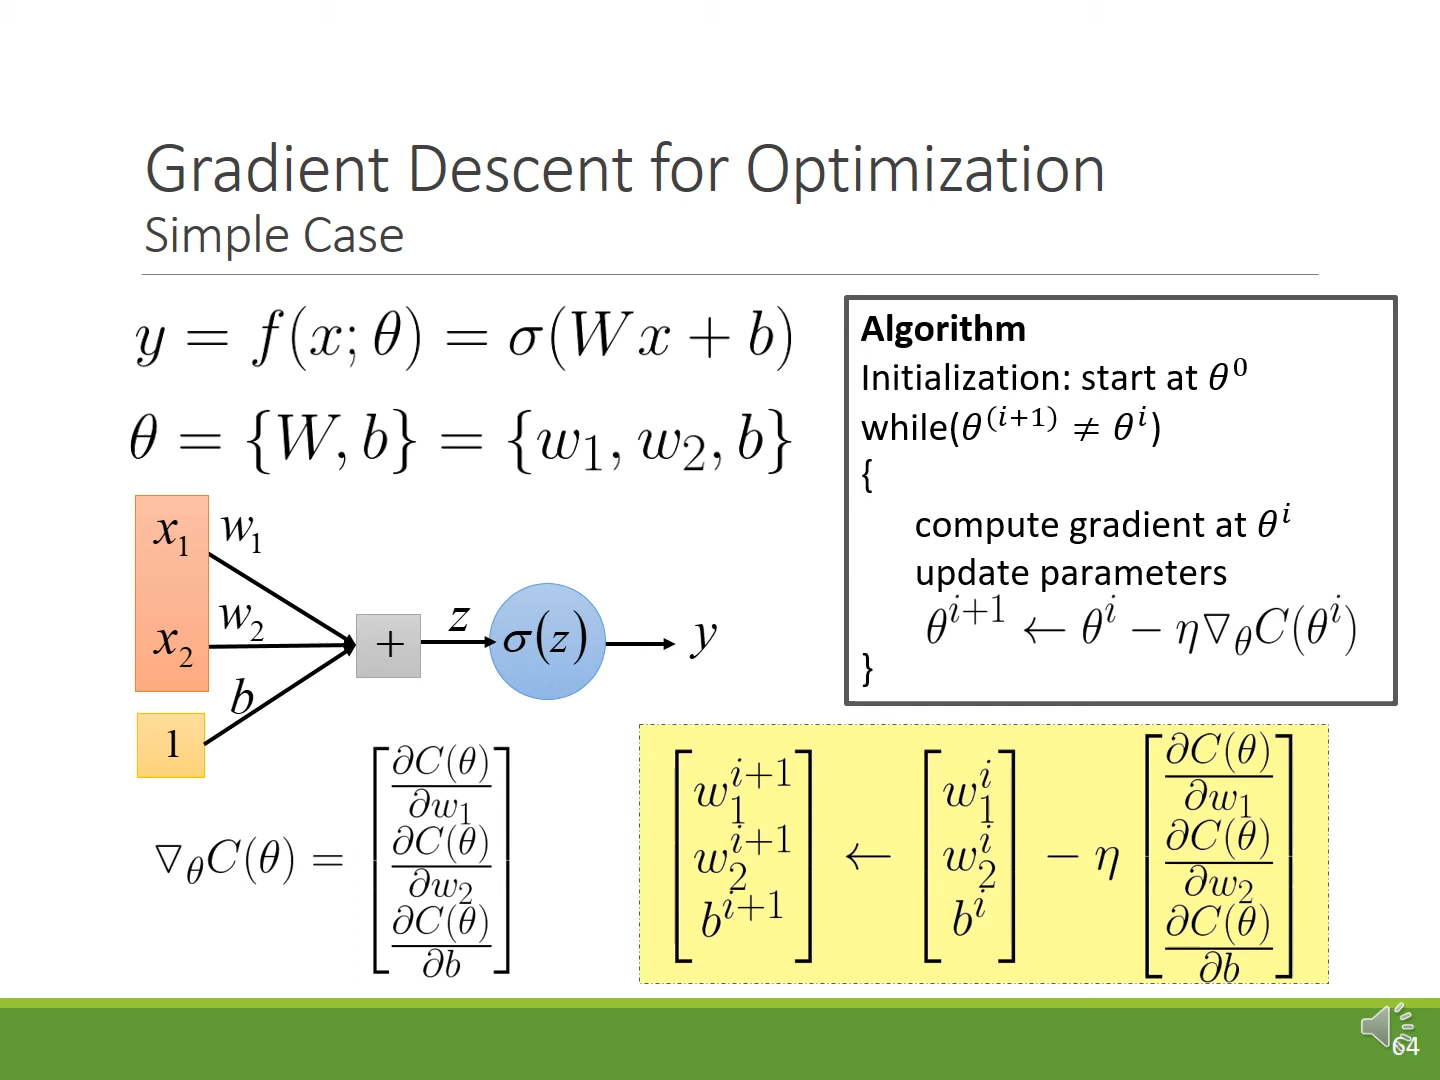 Gradient Descent for Optimization
Simple Case
y = f(x; θ) = σ(Wx + b)
θ = {W, b} = {w₁, w₂, b}
Algorithm
Initialization: start at θ⁰
while(θ⁽ⁱ⁺¹⁾ ≠ θⁱ)
{
compute gradient at θⁱ
update parameters
θⁱ⁺¹ ← θⁱ − η∇_θC(θⁱ)
}
x₁ w₁
x₂ w₂
+ z σ(z) y
b
1
∇_θC(θ) = [∂C(θ)/∂w₁
∂C(θ)/∂w₂
∂C(θ)/∂b]
[w₁ⁱ⁺¹ w₂ⁱ⁺¹ bⁱ⁺¹] ← [w₁ⁱ w₂ⁱ bⁱ] − η [∂C(θ)/∂w₁ ∂C(θ)/∂w₂ ∂C(θ)/∂b]
64